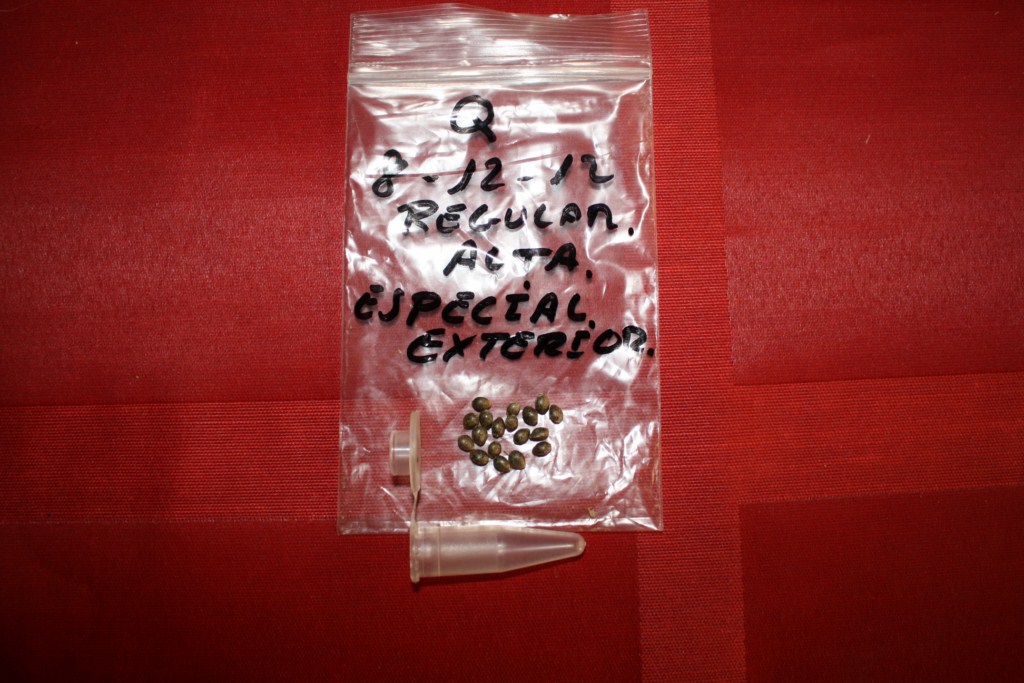 Q
8-12-12
REGULAR.
ALTA.
ESPECIAL.
EXTERIOR.